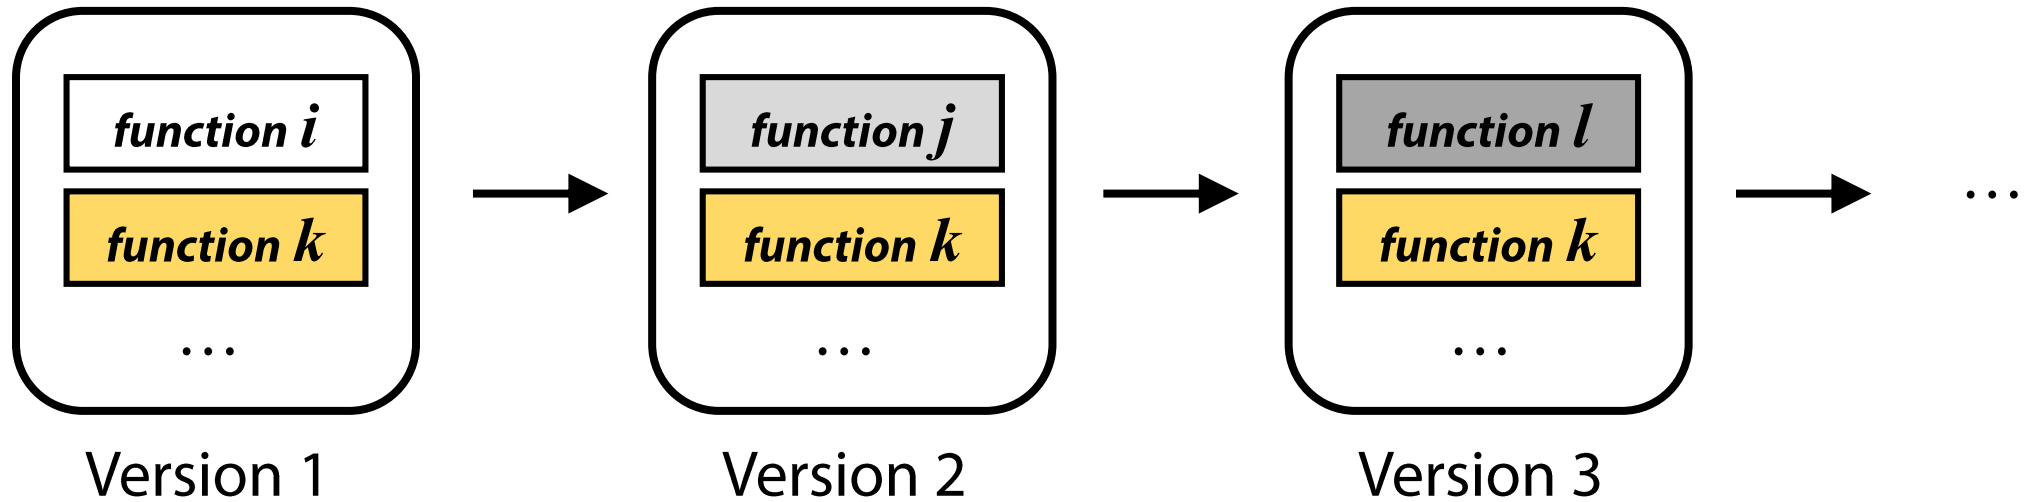 function i
function k
...
Version 1
function j
function k
...
Version 2
function l
function k
...
Version 3
...